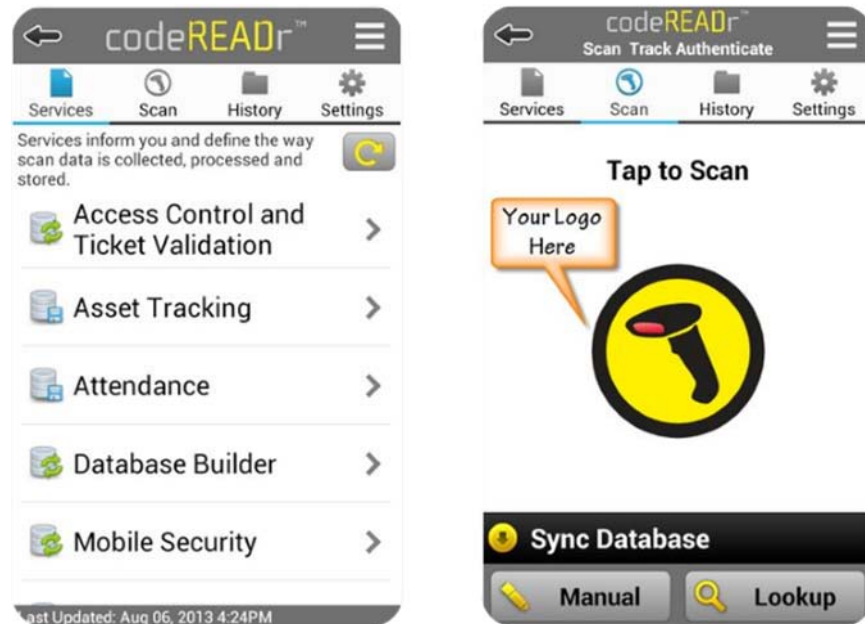 codeREADr™
Services Scan History Settings
Services inform you and define the way
scan data is collected, processed and
stored.
Access Control and
Ticket Validation
Asset Tracking
Attendance
Database Builder
Mobile Security
Last Updated: Aug 06, 2013 4:24PM
codeREADr™
Scan Track Authenticate
Services Scan History Settings
Tap to Scan
Your Logo
Here
Sync Database
Manual Lookup